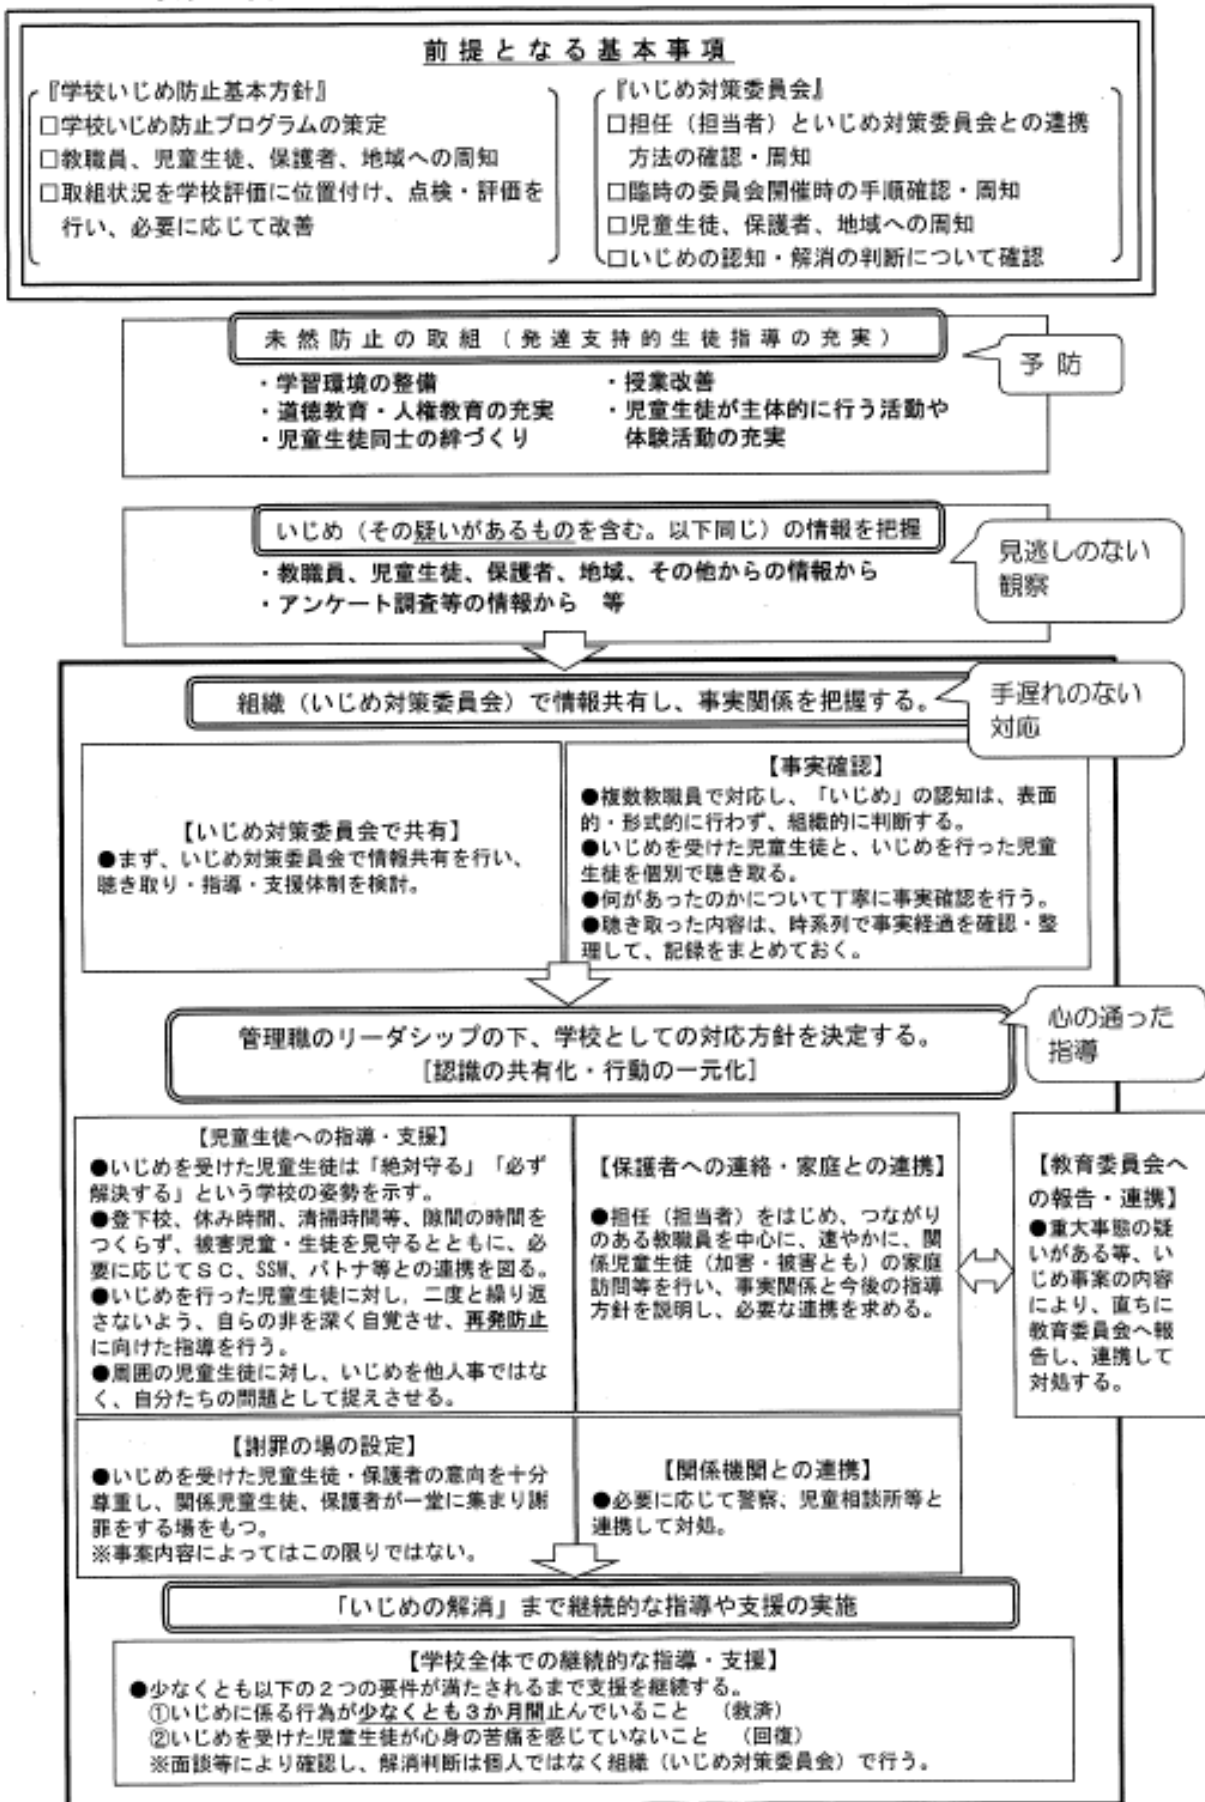 前提となる基本事項
『学校いじめ防止基本方針』
□学校いじめ防止プログラムの策定
□教職員、児童生徒、保護者、地域への周知
□取組状況を学校評価に位置付け、点検・評価を
行い、必要に応じて改善
『いじめ対策委員会』
□担任（担当者）といじめ対策委員会との連携
方法の確認・周知
□臨時の委員会開催時の手順確認・周知
□児童生徒、保護者、地域への周知
□いじめの認知・解消の判断について確認
未然防止の取組（発達支持的生徒指導の充実）
予防
・学習環境の整備
・道徳教育・人権教育の充実
・児童生徒同士の絆づくり
・授業改善
・児童生徒が主体的に行う活動や
体験活動の充実
いじめ（その疑いがあるものを含む。以下同じ）の情報を把握
見逃しのない
観察
・教職員、児童生徒、保護者、地域、その他からの情報から
・アンケート調査等の情報から　等
組織（いじめ対策委員会）で情報共有し、事実関係を把握する。
手遅れのない
対応
【いじめ対策委員会で共有】
●まず、いじめ対策委員会で情報共有を行い、
聴き取り・指導・支援体制を検討。
【事実確認】
●複数教職員で対応し、「いじめ」の認知は、表面
的・形式的に行わず、組織的に判断する。
●いじめを受けた児童生徒と、いじめを行った児童
生徒を個別で聴き取る。
●何があったのかについて丁寧に事実確認を行う。
●聴き取った内容は、時系列で事実経過を確認・整
理して、記録をまとめておく。
管理職のリーダシップの下、学校としての対応方針を決定する。
［認識の共有化・行動の一元化］
心の通った
指導
【児童生徒への指導・支援】
●いじめを受けた児童生徒は「絶対守る」「必ず
解決する」という学校の姿勢を示す。
●登下校、休み時間、清掃時間等、隙間の時間を
つくらず、被害児童・生徒を見守るとともに、必
要に応じてＳＣ、SSW、パトナ等との連携を図る。
●いじめを行った児童生徒に対し，二度と繰り返
さないよう、自らの非を深く自覚させ、再発防止
に向けた指導を行う。
●周囲の児童生徒に対し、いじめを他人事ではな
く、自分たちの問題として捉えさせる。
【保護者への連絡・家庭との連携】
●担任（担当者）をはじめ、つながり
のある教職員を中心に、速やかに、関
係児童生徒（加害・被害とも）の家庭
訪問等を行い、事実関係と今後の指導
方針を説明し、必要な連携を求める。
【教育委員会へ
の報告・連携】
●重大事態の疑
いがある等、い
じめ事案の内容
により、直ちに
教育委員会へ報
告し、連携して
対処する。
【謝罪の場の設定】
●いじめを受けた児童生徒・保護者の意向を十分
尊重し、関係児童生徒、保護者が一堂に集まり謝
罪をする場をもつ。
※事案内容によってはこの限りではない。
【関係機関との連携】
●必要に応じて警察、児童相談所等と
連携して対処。
「いじめの解消」まで継続的な指導や支援の実施
【学校全体での継続的な指導・支援】
●少なくとも以下の２つの要件が満たされるまで支援を継続する。
①いじめに係る行為が少なくとも３か月間止んでいること　（救済）
②いじめを受けた児童生徒が心身の苦痛を感じていないこと　（回復）
※面談等により確認し、解消判断は個人ではなく組織（いじめ対策委員会）で行う。